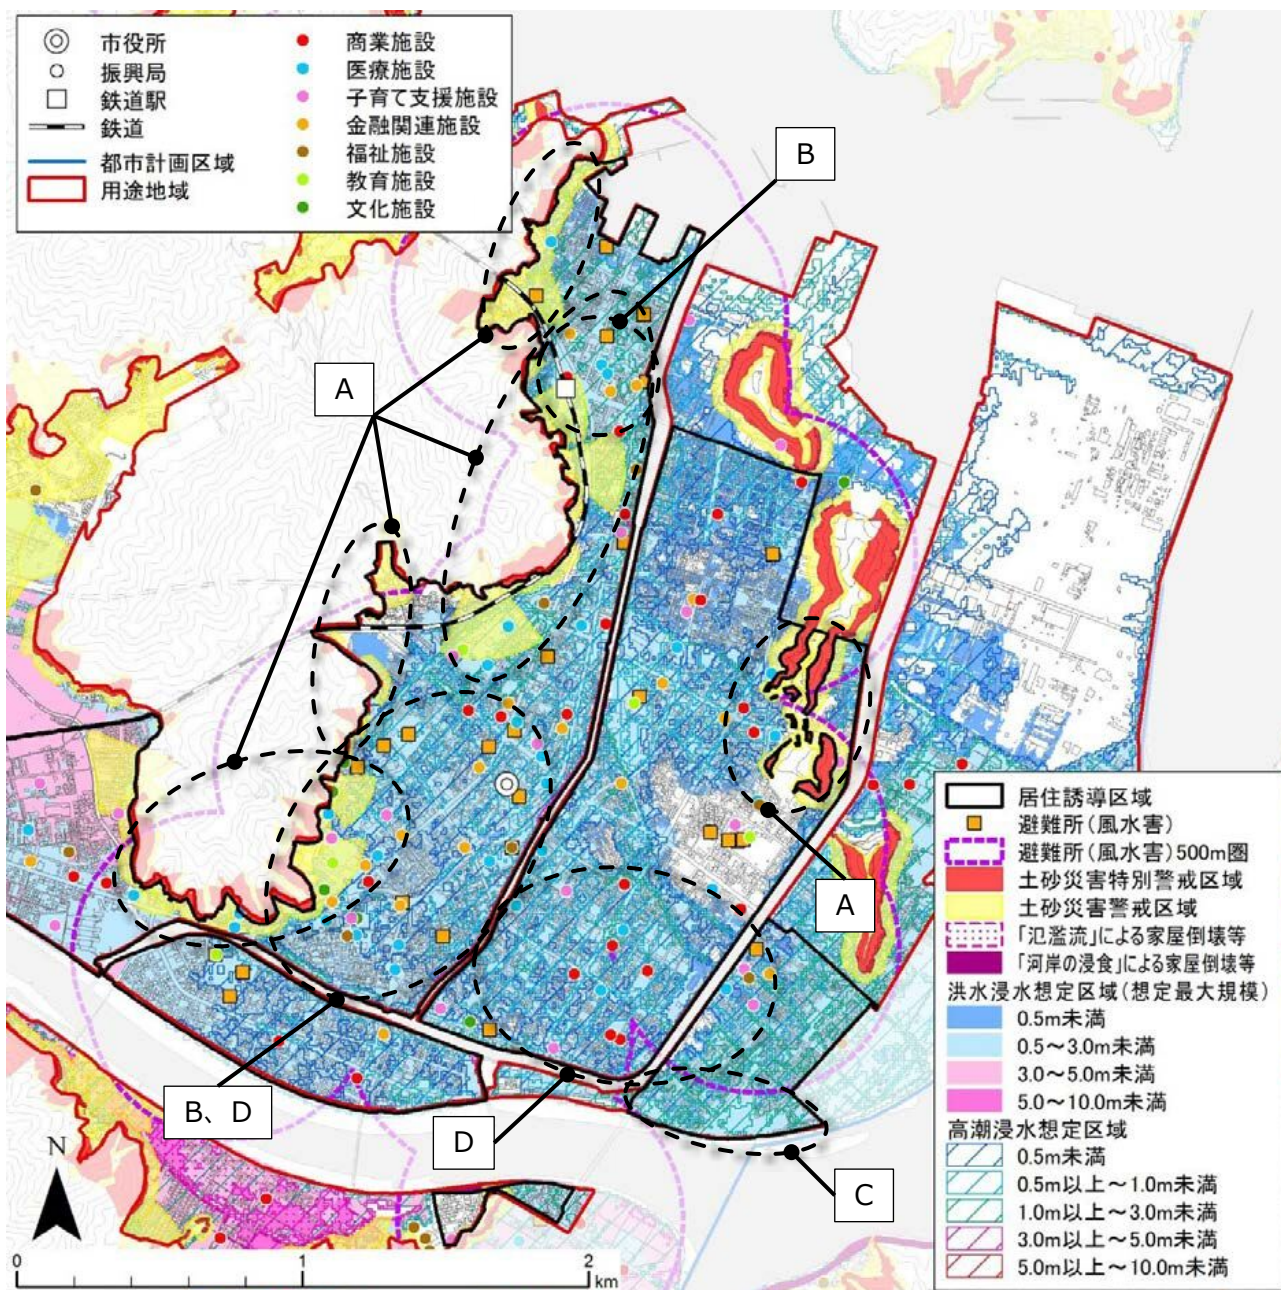 市役所
振興局
鉄道駅
鉄道
都市計画区域
用途地域
商業施設
医療施設
子育て支援施設
金融関連施設
福祉施設
教育施設
文化施設
B
A
A
B、D
D
C
居住誘導区域
避難所(風水害)
避難所(風水害)500m圏
土砂災害特別警戒区域
土砂災害警戒区域
「氾濫流」による家屋倒壊等
「河岸の浸食」による家屋倒壊等
洪水浸水想定区域(想定最大規模)
0.5m未満
0.5～3.0m未満
3.0～5.0m未満
5.0～10.0m未満
高潮浸水想定区域
0.5m未満
0.5m以上～1.0m未満
1.0m以上～3.0m未満
3.0m以上～5.0m未満
5.0m以上～10.0m未満
N
0 1 2
km